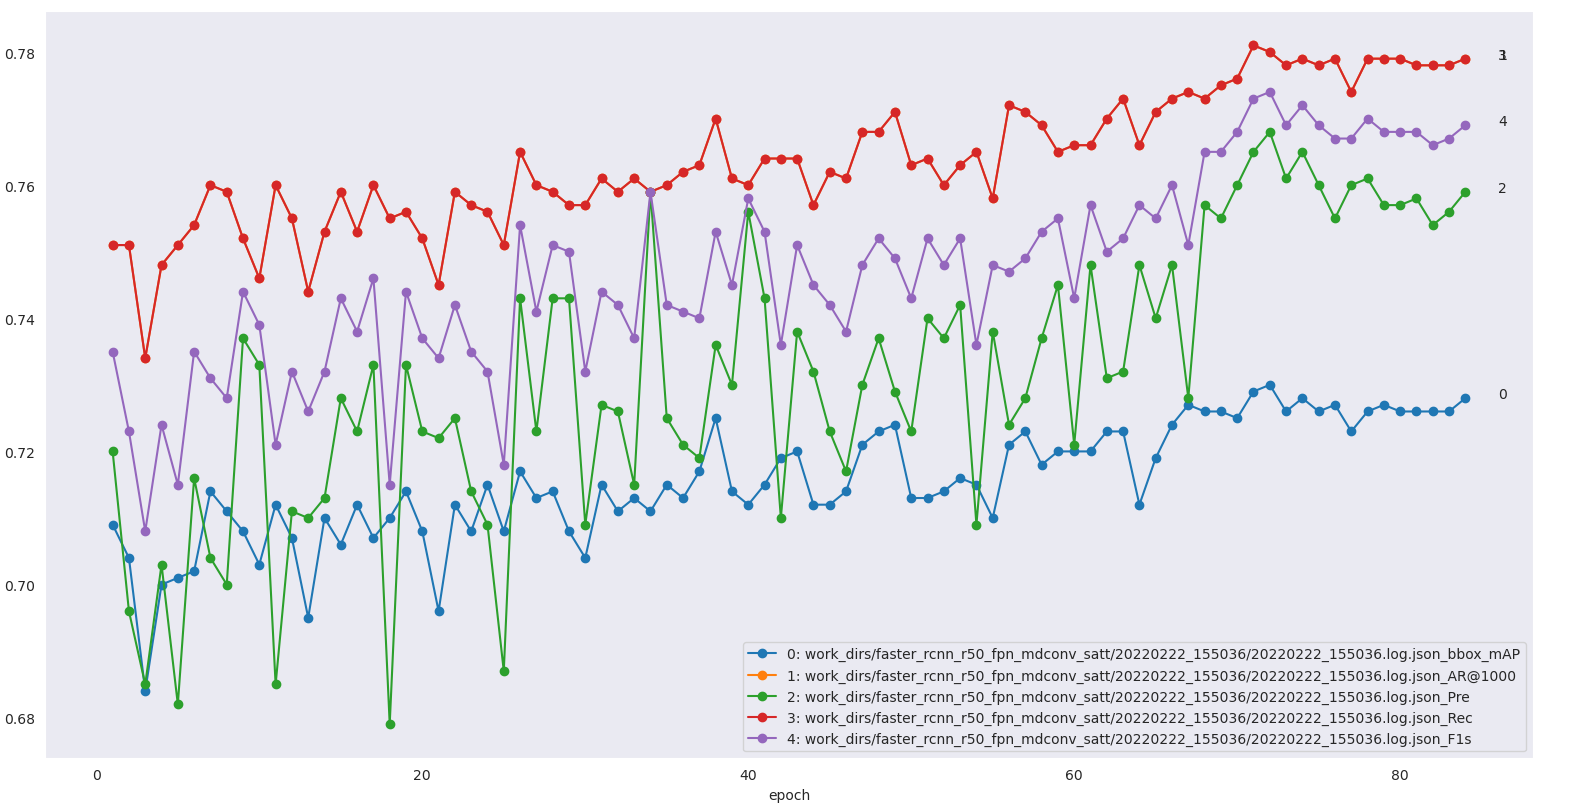 0.78
0.76
0.74
0.72
0.70
0.68
3
1
4
2
0
0: work_dirs/faster_rcnn_r50_fpn_mdconv_satt/20220222_155036/20220222_155036.log.json_bbox_mAP
1: work_dirs/faster_rcnn_r50_fpn_mdconv_satt/20220222_155036/20220222_155036.log.json_AR@1000
2: work_dirs/faster_rcnn_r50_fpn_mdconv_satt/20220222_155036/20220222_155036.log.json_Pre
3: work_dirs/faster_rcnn_r50_fpn_mdconv_satt/20220222_155036/20220222_155036.log.json_Rec
4: work_dirs/faster_rcnn_r50_fpn_mdconv_satt/20220222_155036/20220222_155036.log.json_F1s
0 20 40 60 80
epoch